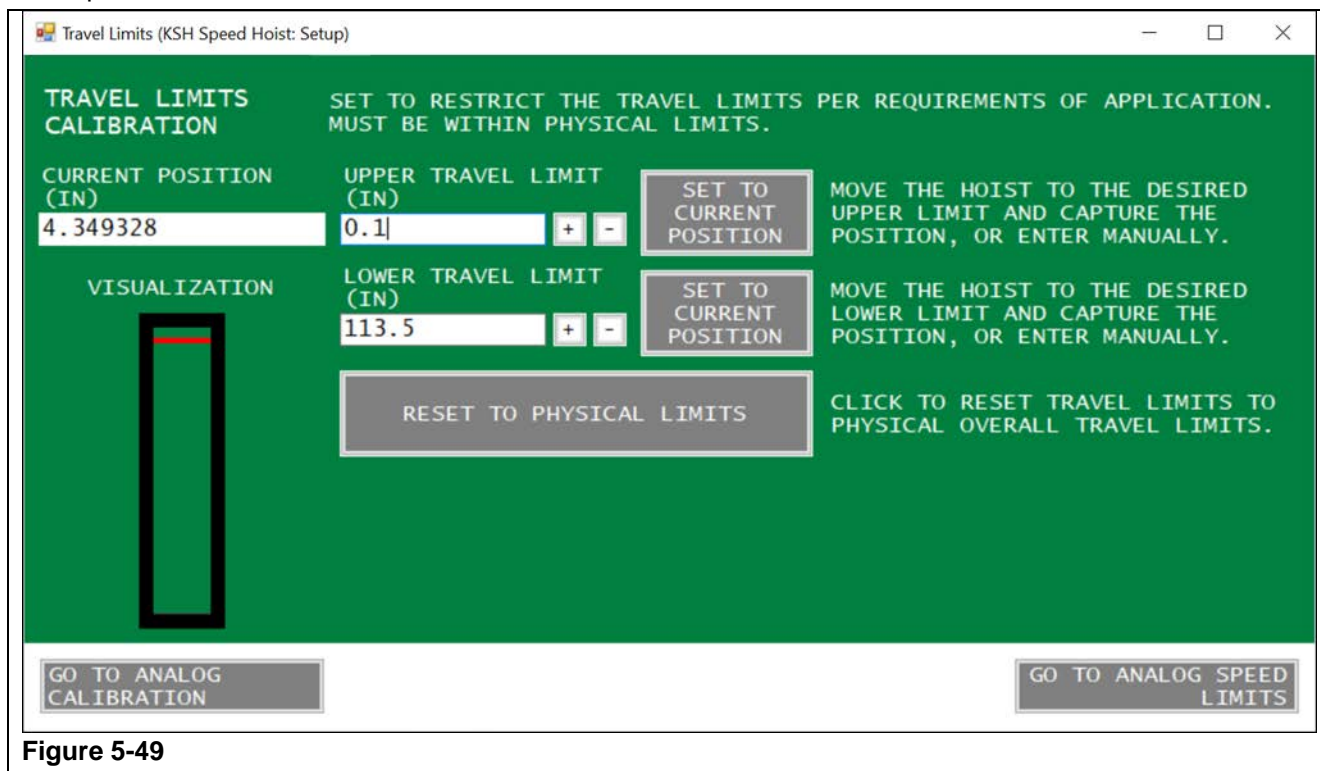 Travel Limits (KSH Speed Hoist: Setup)
TRAVEL LIMITS
CALIBRATION
SET TO RESTRICT THE TRAVEL LIMITS PER REQUIREMENTS OF APPLICATION.
MUST BE WITHIN PHYSICAL LIMITS.
CURRENT POSITION
(IN)
4.349328
UPPER TRAVEL LIMIT
(IN)
0.1
+ -
SET TO
CURRENT
POSITION
MOVE THE HOIST TO THE DESIRED
UPPER LIMIT AND CAPTURE THE
POSITION, OR ENTER MANUALLY.
VISUALIZATION
LOWER TRAVEL LIMIT
(IN)
113.5
+ -
SET TO
CURRENT
POSITION
MOVE THE HOIST TO THE DESIRED
LOWER LIMIT AND CAPTURE THE
POSITION, OR ENTER MANUALLY.
RESET TO PHYSICAL LIMITS
CLICK TO RESET TRAVEL LIMITS TO
PHYSICAL OVERALL TRAVEL LIMITS.
GO TO ANALOG
CALIBRATION
GO TO ANALOG SPEED
LIMITS
Figure 5-49